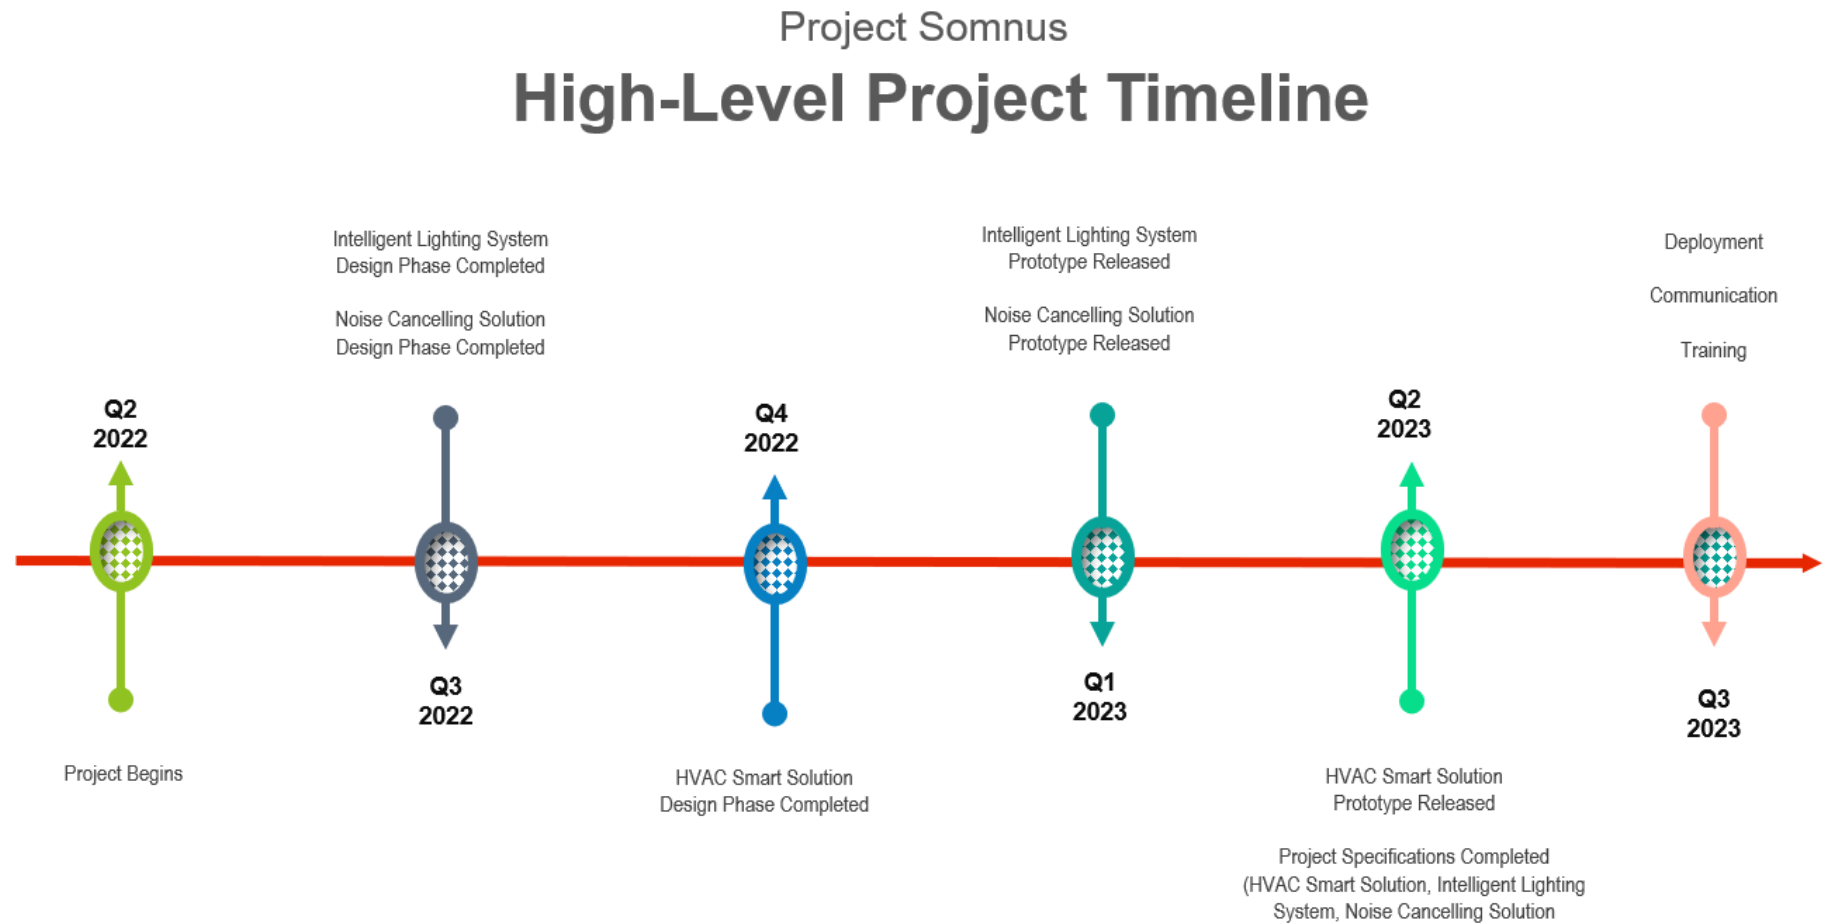 Project Somnus
High-Level Project Timeline
Q2
2022
Project Begins
Intelligent Lighting System
Design Phase Completed
Noise Cancelling Solution
Design Phase Completed
Q3
2022
Q4
2022
HVAC Smart Solution
Design Phase Completed
Intelligent Lighting System
Prototype Released
Noise Cancelling Solution
Prototype Released
Q1
2023
Q2
2023
HVAC Smart Solution
Prototype Released
Project Specifications Completed
(HVAC Smart Solution, Intelligent Lighting
System, Noise Cancelling Solution
Deployment
Communication
Training
Q3
2023